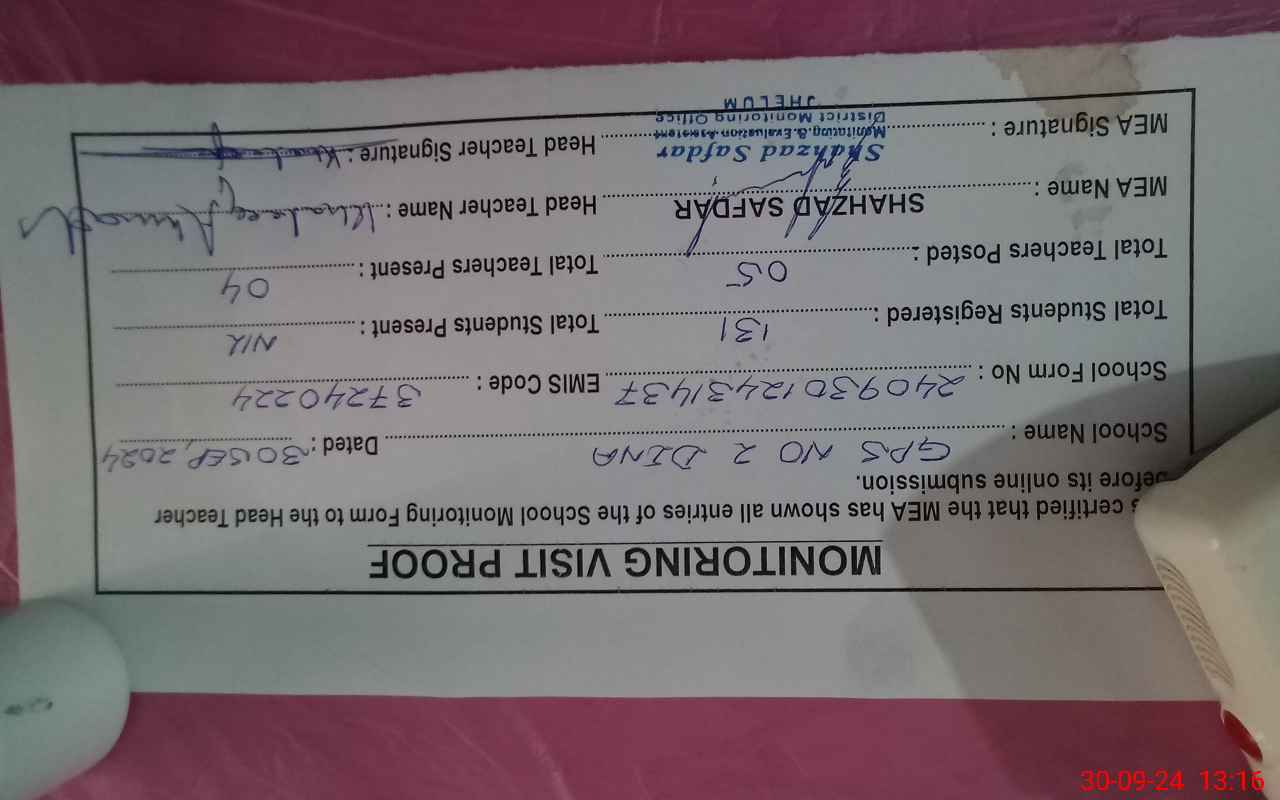 MONITORING VISIT PROOF
certified that the MEA has shown all entries of the School Monitoring Form to the Head Teacher
before its online submission.
School Name : GPS NO 2 DINA Dated : 30 SEP, 2024
School Form No : 2409301243 1437 EMIS Code : 37240224
Total Students Registered : 131 Total Students Present : NIL
Total Teachers Posted : 05 Total Teachers Present : 04
MEA Name : SHAHZAD SAFDAR Head Teacher Name :
MEA Signature : Head Teacher Signature :
Shahzad Safdar
Monitoring & Evaluation Assistent
District Monitoring Office
JHELUM
30-09-24 13:16